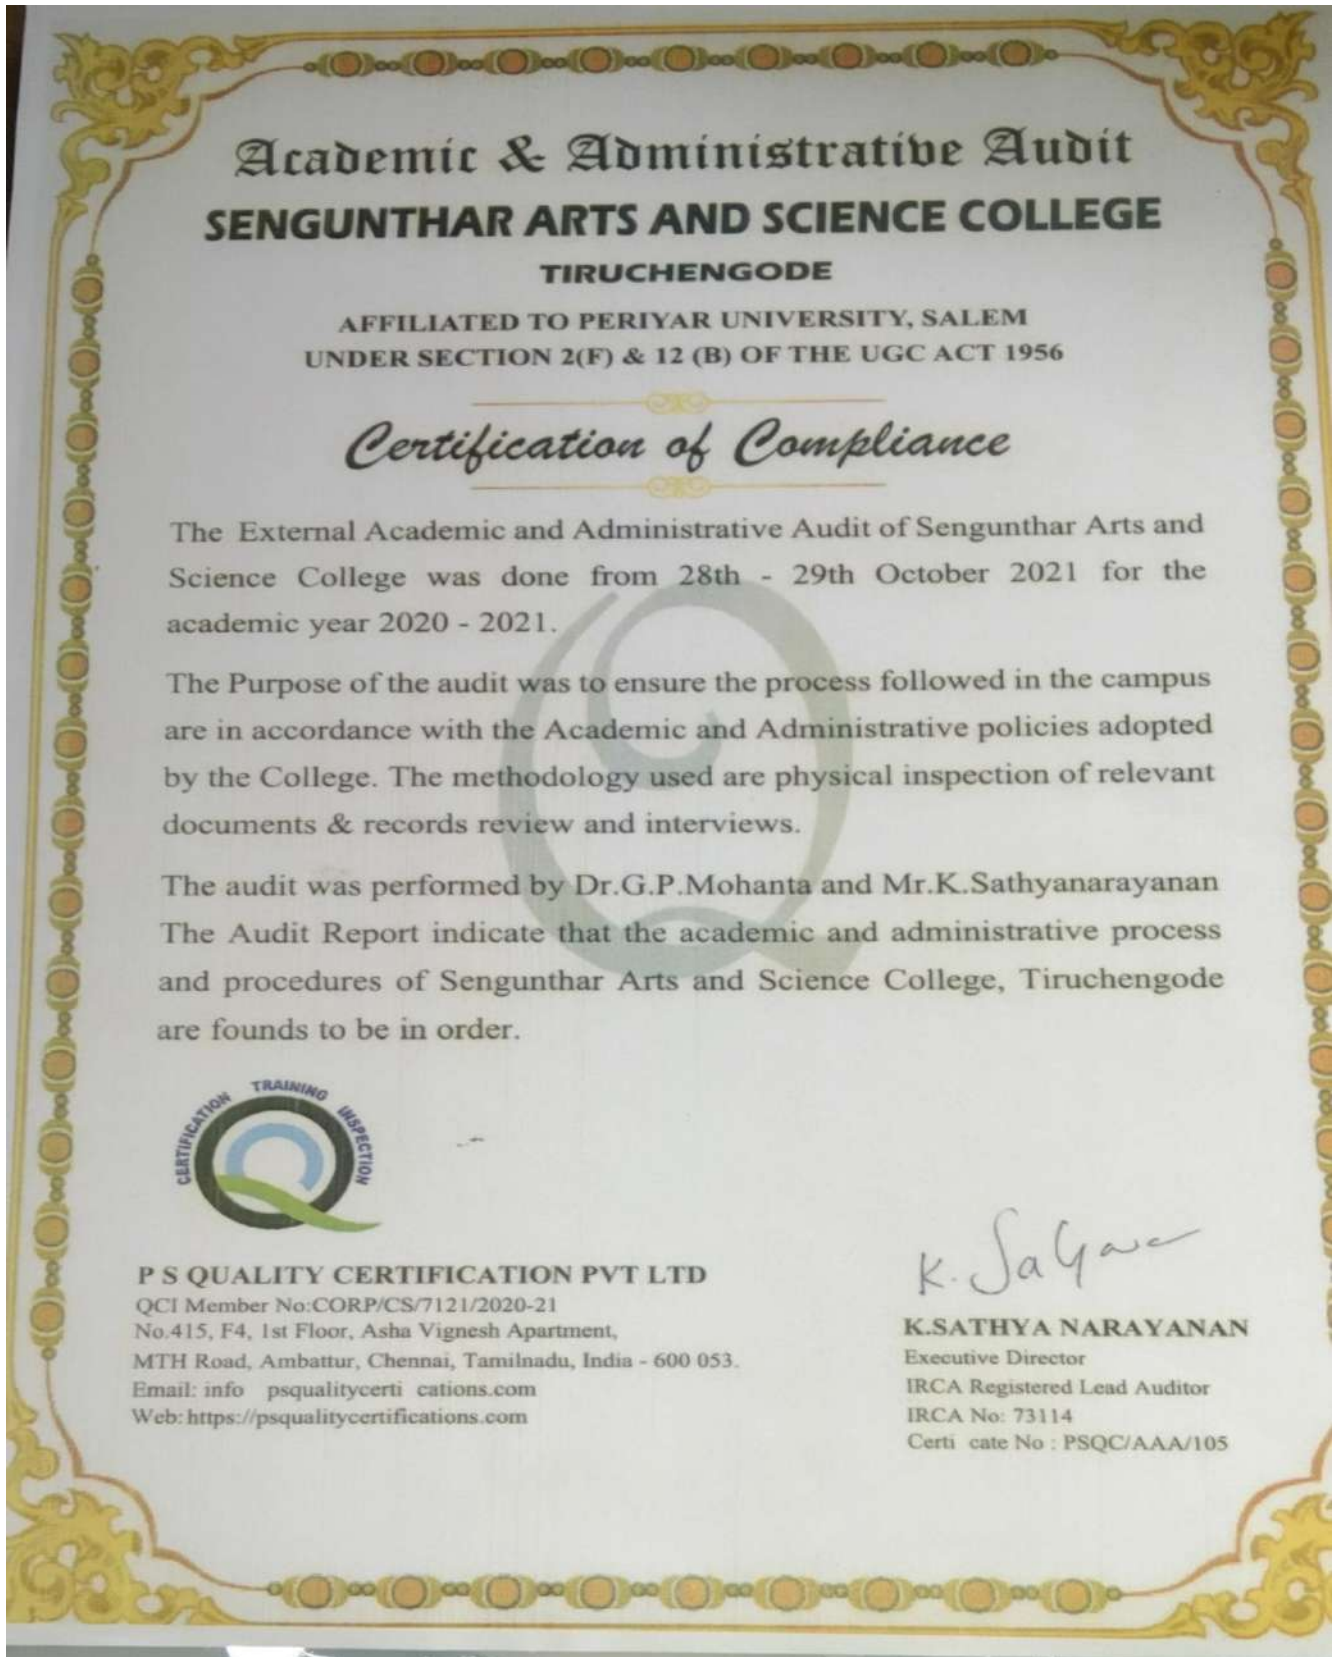 Academic & Administrative Audit
SENGUNTHAR ARTS AND SCIENCE COLLEGE
TIRUCHENGODE
AFFILIATED TO PERIYAR UNIVERSITY, SALEM
UNDER SECTION 2(F) & 12 (B) OF THE UGC ACT 1956
Certification of Compliance
The External Academic and Administrative Audit of Sengunthar Arts and
Science College was done from 28th - 29th October 2021 for the
academic year 2020 - 2021.
The Purpose of the audit was to ensure the process followed in the campus
are in accordance with the Academic and Administrative policies adopted
by the College. The methodology used are physical inspection of relevant
documents & records review and interviews.
The audit was performed by Dr.G.P.Mohanta and Mr.K.Sathyanarayanan
The Audit Report indicate that the academic and administrative process
and procedures of Sengunthar Arts and Science College, Tiruchengode
are founds to be in order.
CERTIFICATION TRAINING INSPECTION
P S QUALITY CERTIFICATION PVT LTD
QCI Member No:CORP/CS/7121/2020-21
No.415, F4, 1st Floor, Asha Vignesh Apartment,
MTH Road, Ambattur, Chennai, Tamilnadu, India - 600 053.
Email: info psqualitycerti cations.com
Web: https://psqualitycertifications.com
K.
K.SATHYA NARAYANAN
Executive Director
IRCA Registered Lead Auditor
IRCA No: 73114
Certi cate No : PSQC/AAA/105